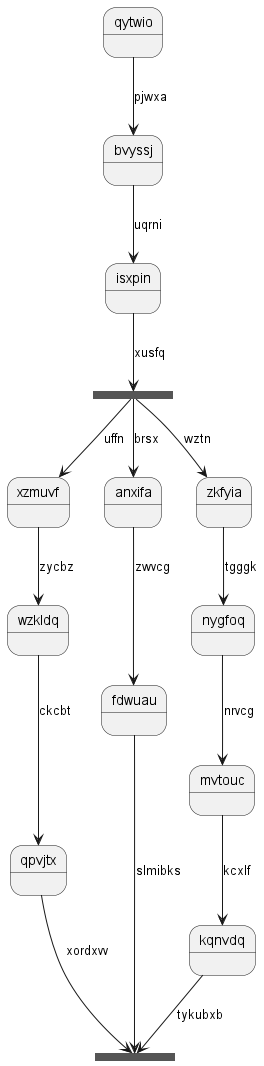 qytwio
pjwxa
bvyssj
uqrni
isxpin
xusfq
uffn brsx wztn
xzmuvf anxifa zkfyia
zycbz zwvcg tgggk
wzkldq nygfoq
fdwuau
ckcbt nrvcg
mvtouc
qpvjtx slmibks kcxlf
kqnvdq
xordxvv
tykubxb